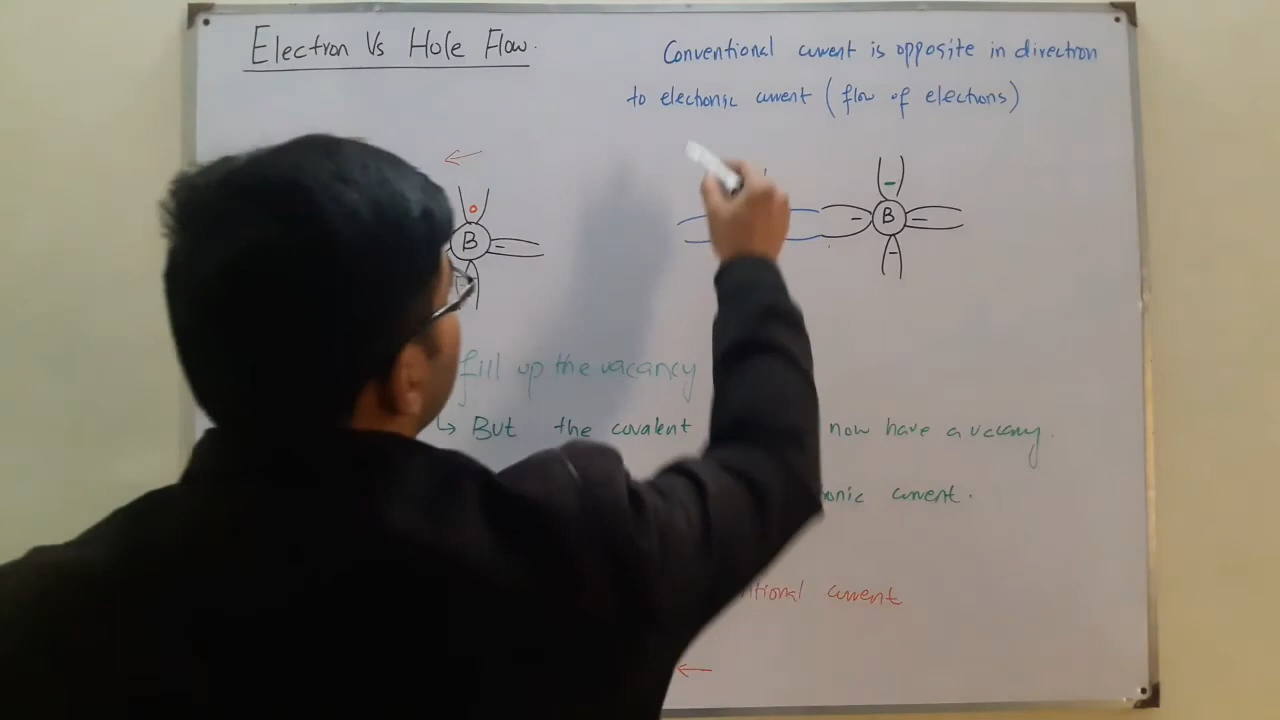 Electron Vs Hole Flow.
Conventional current is opposite in direction
to electronic current (flow of electrons)
B
B
fill up the vacancy
↳ But the covalent now have a vacany.
onic current.
tional current